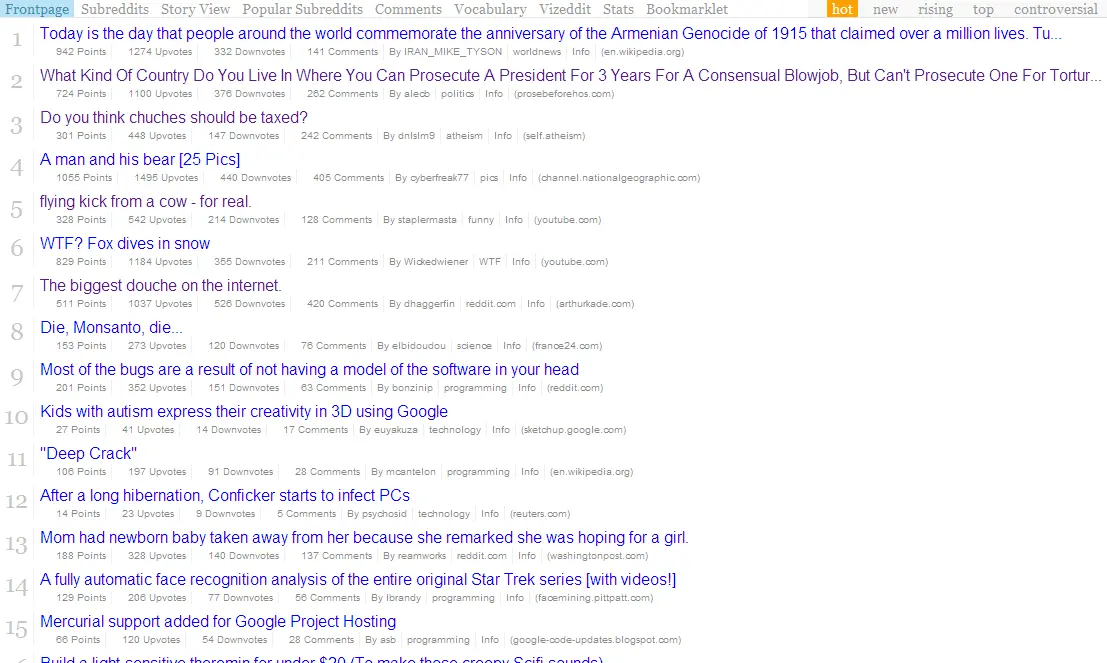 Frontpage Subreddits Story View Popular Subreddits Comments Vocabulary Vizeddit Stats Bookmarklet hot new rising top controversial
1 Today is the day that people around the world commemorate the anniversary of the Armenian Genocide of 1915 that claimed over a million lives. Tu...
942 Points 1274 Upvotes 332 Downvotes 141 Comments By IRAN_MIKE_TYSON worldnews Info (en.wikipedia.org)
2 What Kind Of Country Do You Live In Where You Can Prosecute A President For 3 Years For A Consensual Blowjob, But Can't Prosecute One For Tortur...
724 Points 1100 Upvotes 376 Downvotes 262 Comments By alecb politics Info (prosebeforehos.com)
3 Do you think chuches should be taxed?
301 Points 448 Upvotes 147 Downvotes 242 Comments By dnlslm9 atheism Info (self.atheism)
4 A man and his bear [25 Pics]
1055 Points 1495 Upvotes 440 Downvotes 405 Comments By cyberfreak77 pics Info (channel.nationalgeographic.com)
5 flying kick from a cow - for real.
328 Points 542 Upvotes 214 Downvotes 128 Comments By staplermasta funny Info (youtube.com)
6 WTF? Fox dives in snow
829 Points 1184 Upvotes 355 Downvotes 211 Comments By Wickedwiener WTF Info (youtube.com)
7 The biggest douche on the internet.
511 Points 1037 Upvotes 526 Downvotes 420 Comments By dhaggerfin reddit.com Info (arthurkade.com)
8 Die, Monsanto, die...
153 Points 273 Upvotes 120 Downvotes 76 Comments By elbidoudou science Info (france24.com)
9 Most of the bugs are a result of not having a model of the software in your head
201 Points 352 Upvotes 151 Downvotes 63 Comments By bonzinip programming Info (reddit.com)
10 Kids with autism express their creativity in 3D using Google
27 Points 41 Upvotes 14 Downvotes 17 Comments By euyakuza technology Info (sketchup.google.com)
11 "Deep Crack"
106 Points 197 Upvotes 91 Downvotes 28 Comments By mcantelon programming Info (en.wikipedia.org)
12 After a long hibernation, Conficker starts to infect PCs
14 Points 23 Upvotes 9 Downvotes 5 Comments By psychosid technology Info (reuters.com)
13 Mom had newborn baby taken away from her because she remarked she was hoping for a girl.
188 Points 328 Upvotes 140 Downvotes 137 Comments By reamworks reddit.com Info (washingtonpost.com)
14 A fully automatic face recognition analysis of the entire original Star Trek series [with videos!]
129 Points 206 Upvotes 77 Downvotes 56 Comments By lbrandy programming Info (facemining.pittpatt.com)
15 Mercurial support added for Google Project Hosting
66 Points 120 Upvotes 54 Downvotes 28 Comments By asb programming Info (google-code-updates.blogspot.com)
Build a light-sensitive theremin for under $20 (To make those creepy Scifi sounds)